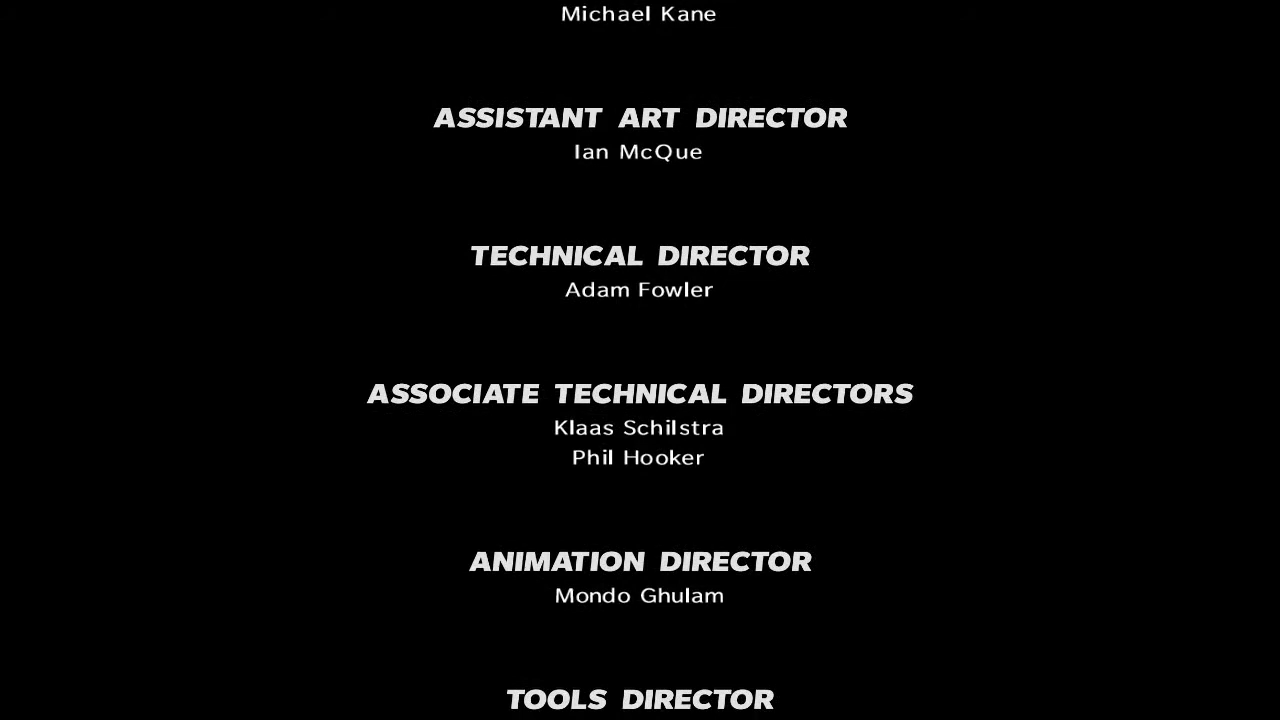 Michael Kane
ASSISTANT ART DIRECTOR
Ian McQue
TECHNICAL DIRECTOR
Adam Fowler
ASSOCIATE TECHNICAL DIRECTORS
Klaas Schilstra
Phil Hooker
ANIMATION DIRECTOR
Mondo Ghulam
TOOLS DIRECTOR